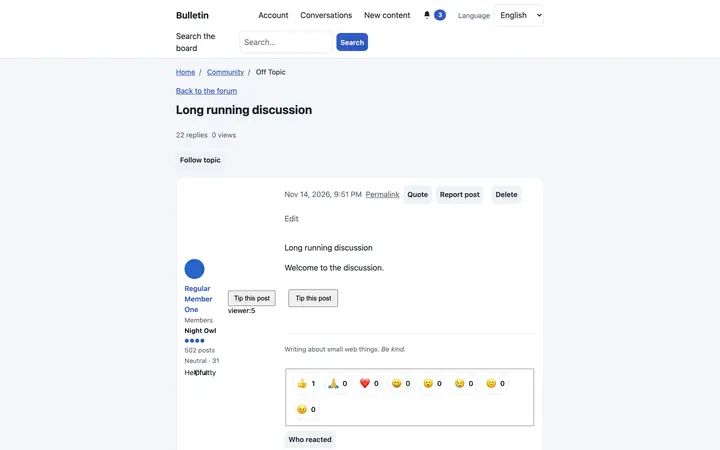 Bulletin
Account
Conversations
New content
3
Language
English
Search the board
Search...
Search
Home / Community / Off Topic
Back to the forum
Long running discussion
22 replies 0 views
Follow topic
Nov 14, 2026, 9:51 PM Permalink Quote Report post Delete
Edit
Long running discussion
Welcome to the discussion.
Regular
Member
One
Members
Night Owl
502 posts
Neutral · 31
Tip this post
viewer:5
Tip this post
Writing about small web things. Be kind.
1 0 0 0 0 0 0
0
Who reacted